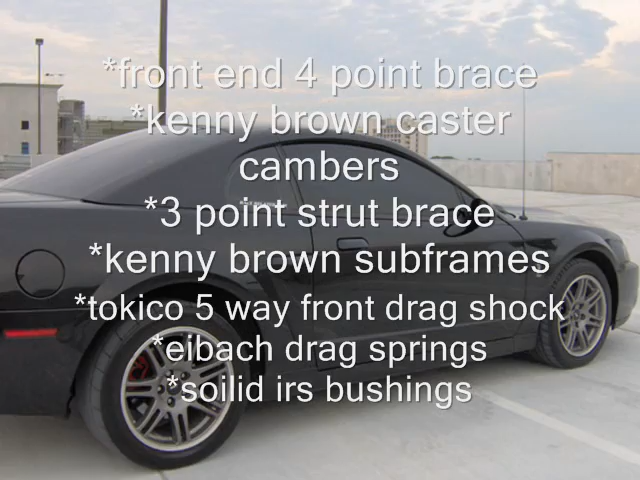 *front end 4 point brace
*kenny brown caster
cambers
*3 point strut brace
*kenny brown subframes
*tokico 5 way front drag shock
*eibach drag springs
*soilid irs bushings